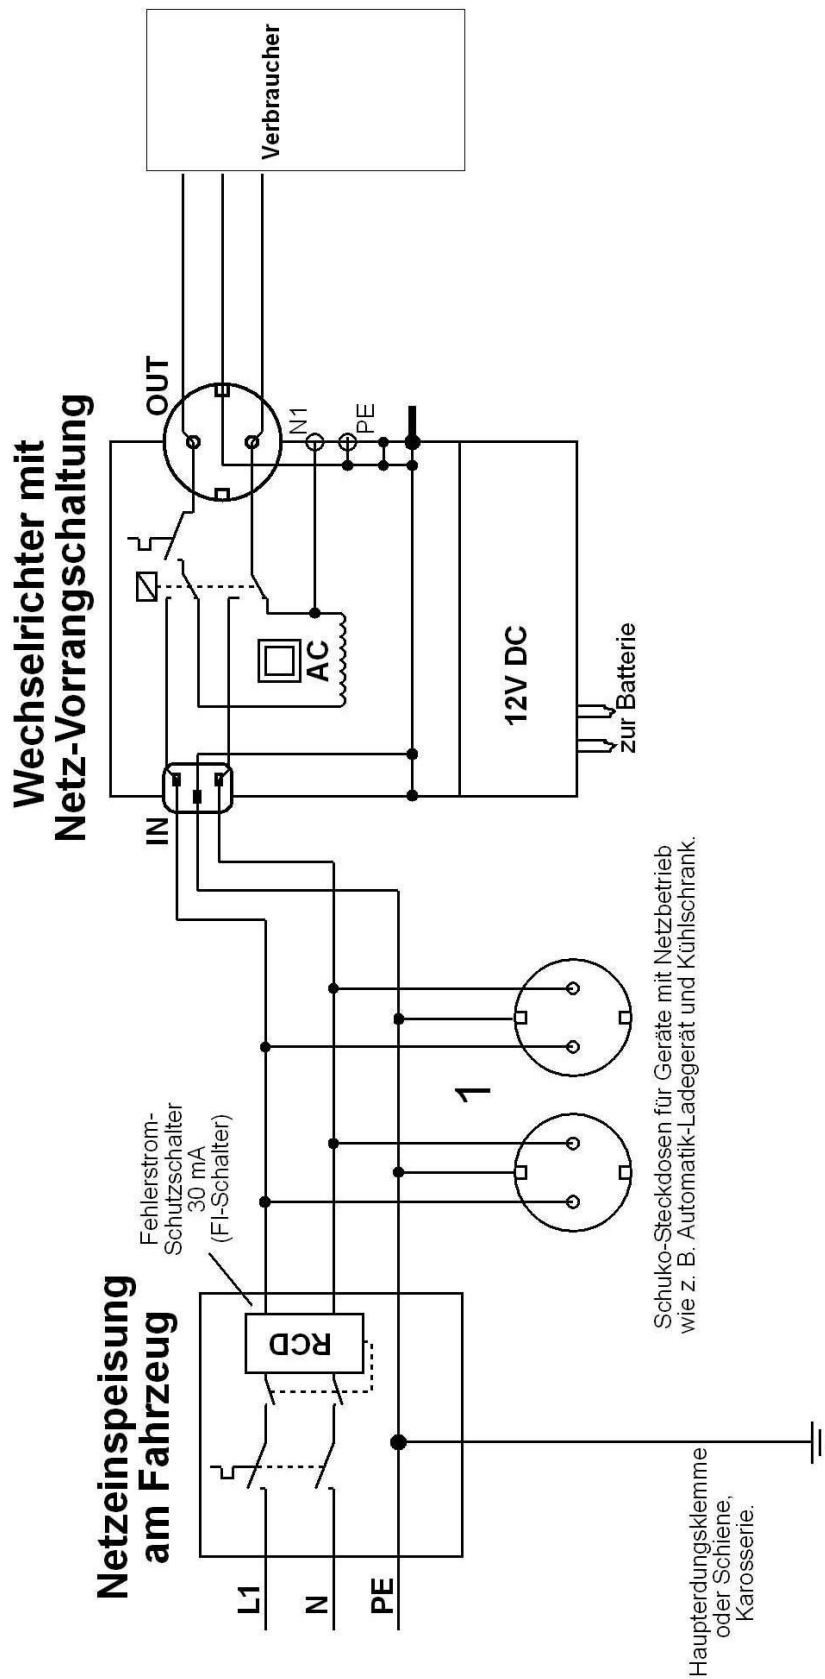 Netzeinspeisung
am Fahrzeug
L1
N
PE
Fehlerstrom-
Schutzschalter
30 mA
(FI-Schalter)
RCD
Haupterdungsklemme
oder Schiene,
Karosserie.
1
Schuko-Steckdosen für Geräte mit Netzbetrieb
wie z. B. Automatik-Ladegerät und Kühlschrank.
Wechselrichter mit
Netz-Vorrangschaltung
IN
AC
OUT
N1
PE
12V DC
zur Batterie
Verbraucher